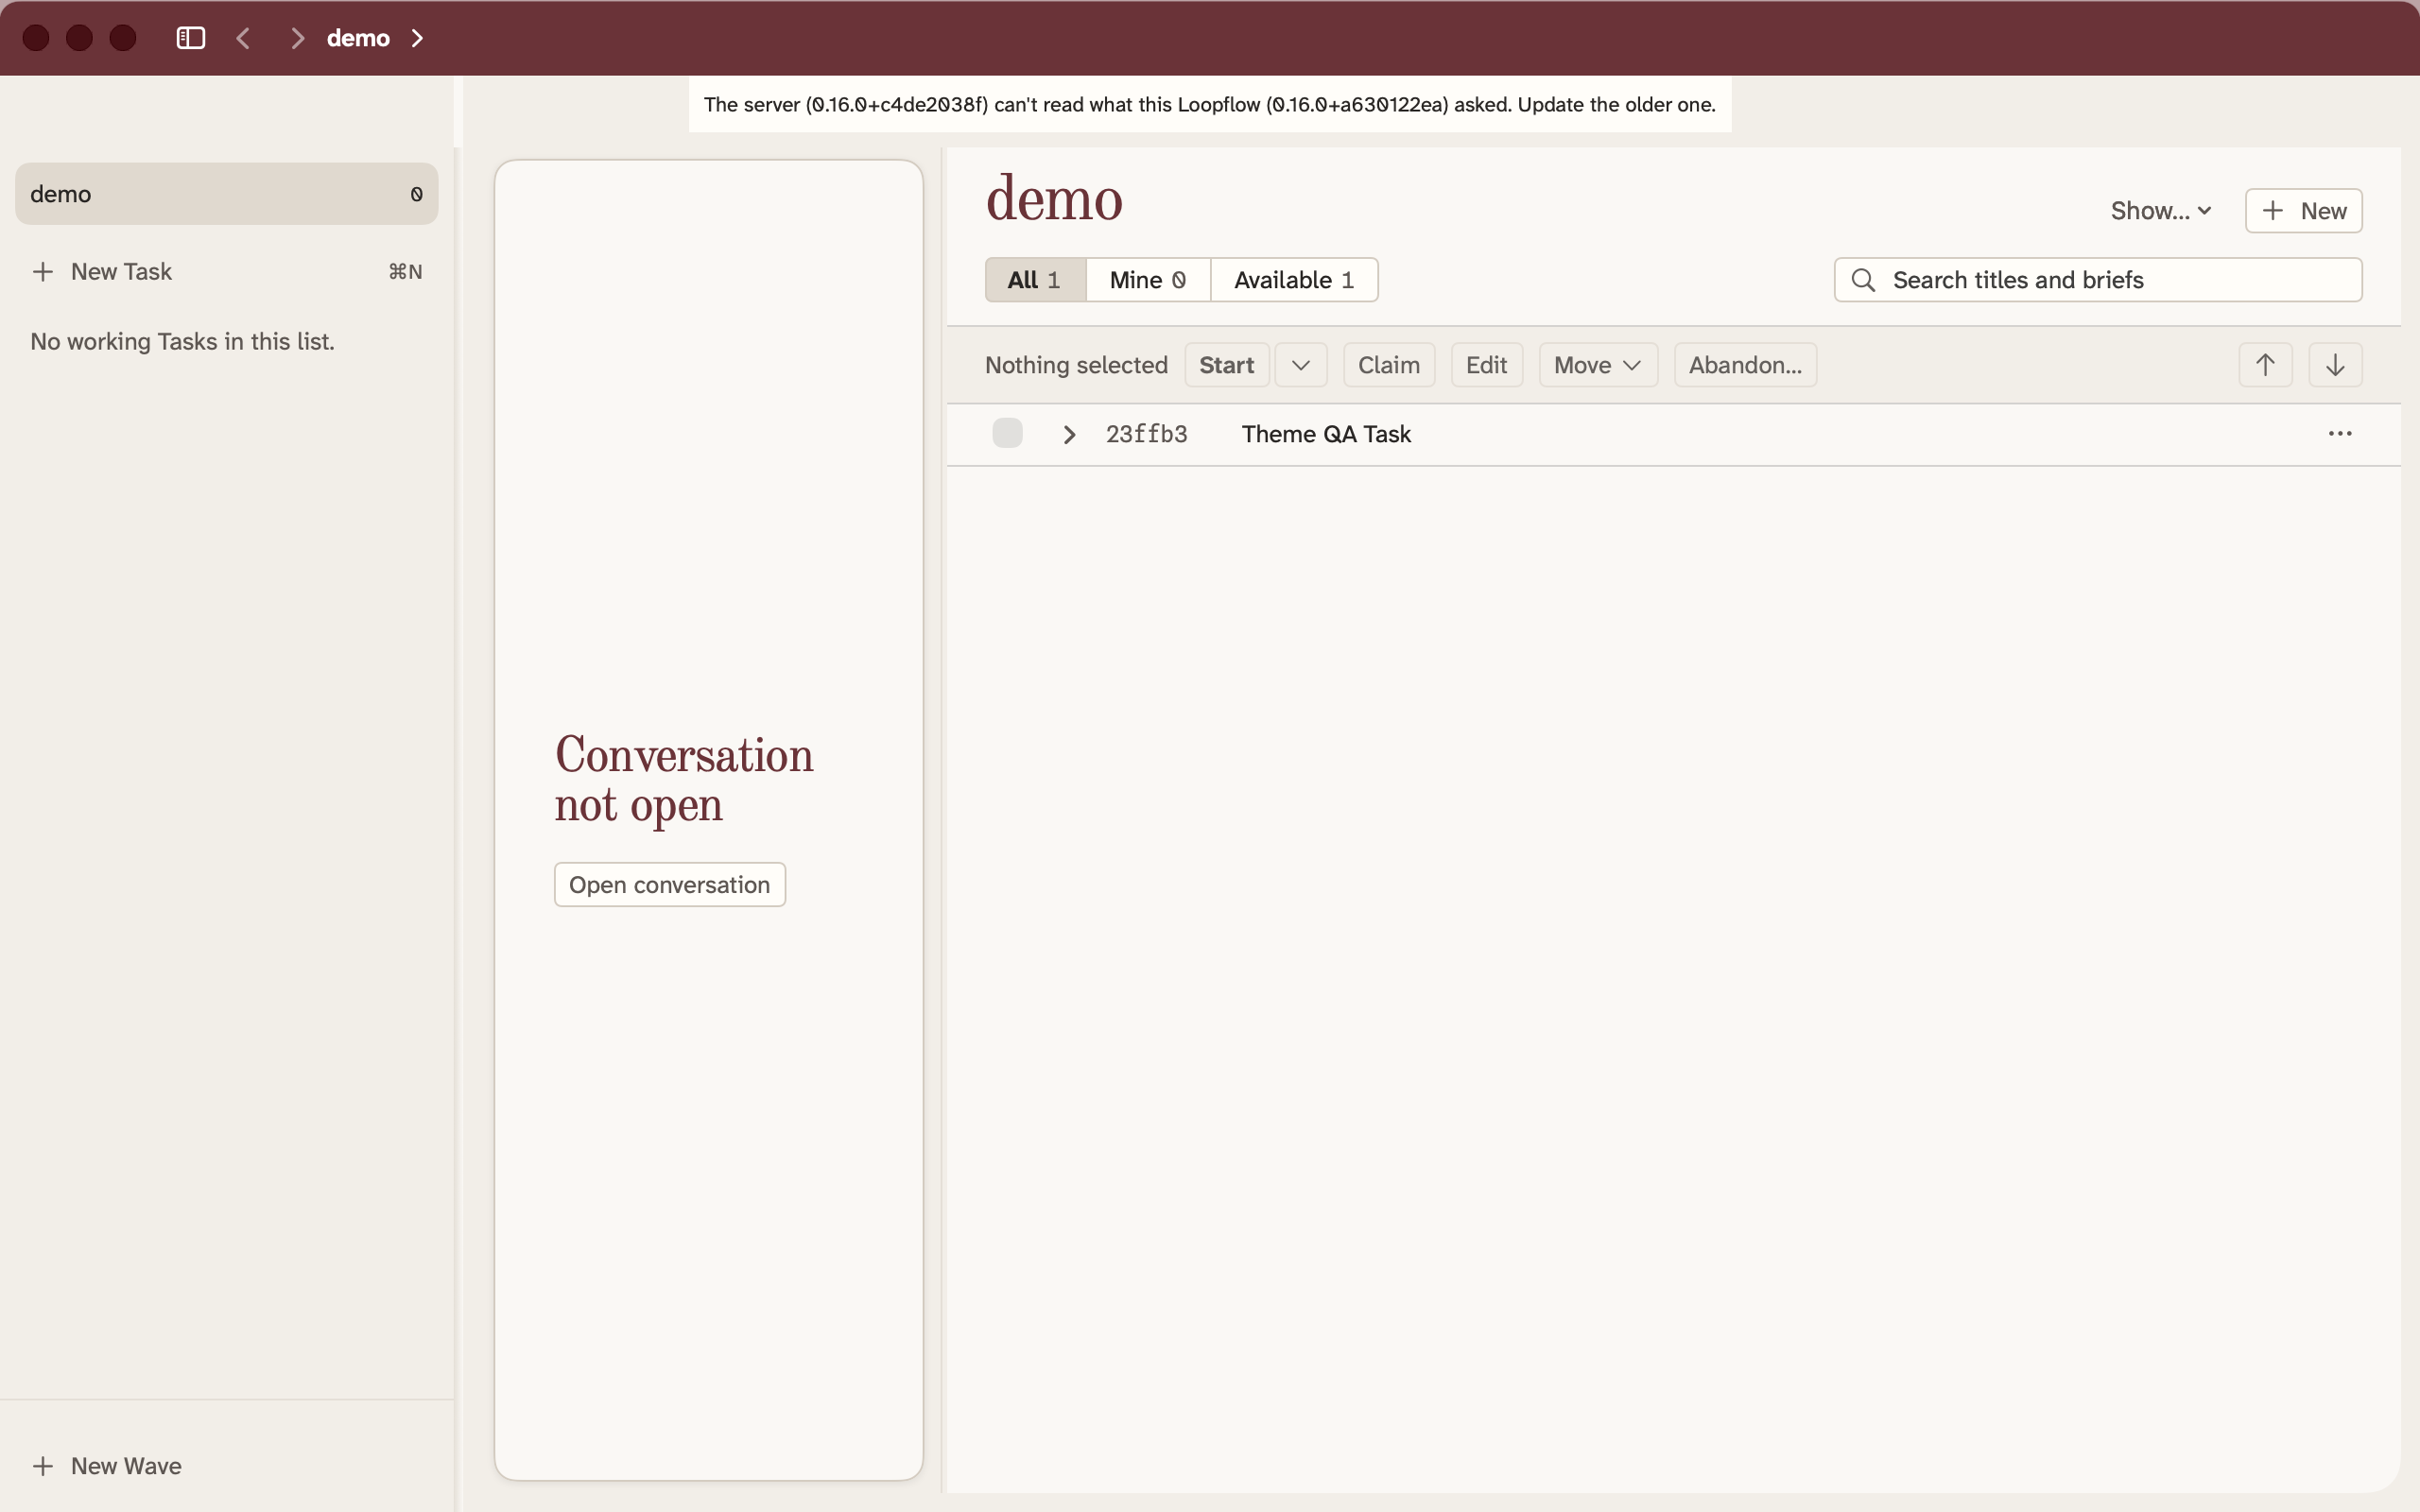 demo
The server (0.16.0+c4de2038f) can't read what this Loopflow (0.16.0+a630122ea) asked. Update the older one.
demo 0
New Task ⌘N
No working Tasks in this list.
New Wave
Conversation
not open
Open conversation
demo
Show...
New
All 1
Mine 0
Available 1
Search titles and briefs
Nothing selected
Start
Claim
Edit
Move
Abandon...
23ffb3 Theme QA Task